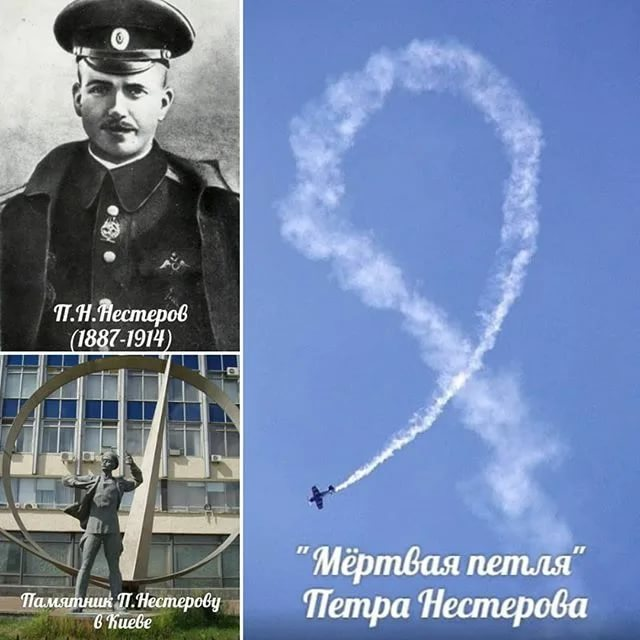 П.Н.Нестеров
(1887-1914)
Памятник П.Нестерову
в Киеве
"Мёртвая петля"
Петра Нестерова